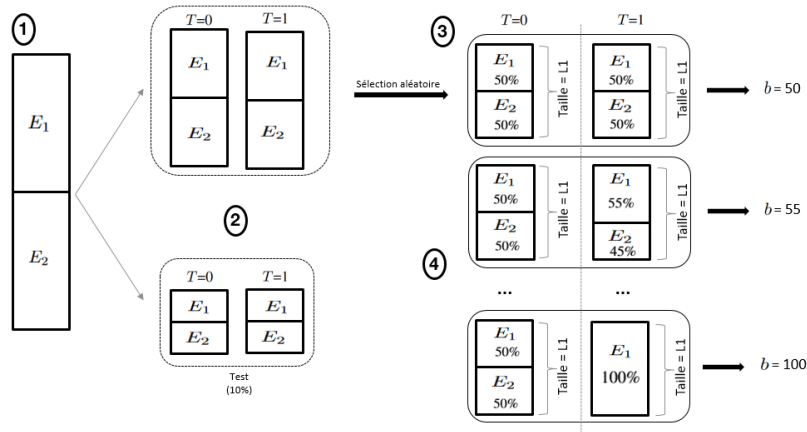 1
E1
E2
T=0
T=1
E1
E1
E2
E2
2
T=0
T=1
E1
E1
E2
E2
Test
(10%)
Sélection aléatoire
3
T=0
T=1
E1
50%
E2
50%
Taille = L1
E1
50%
E2
50%
Taille = L1
b = 50
E1
50%
E2
50%
Taille = L1
E1
55%
E2
45%
Taille = L1
b = 55
4
...
...
E1
50%
E2
50%
Taille = L1
E1
100%
Taille = L1
b = 100